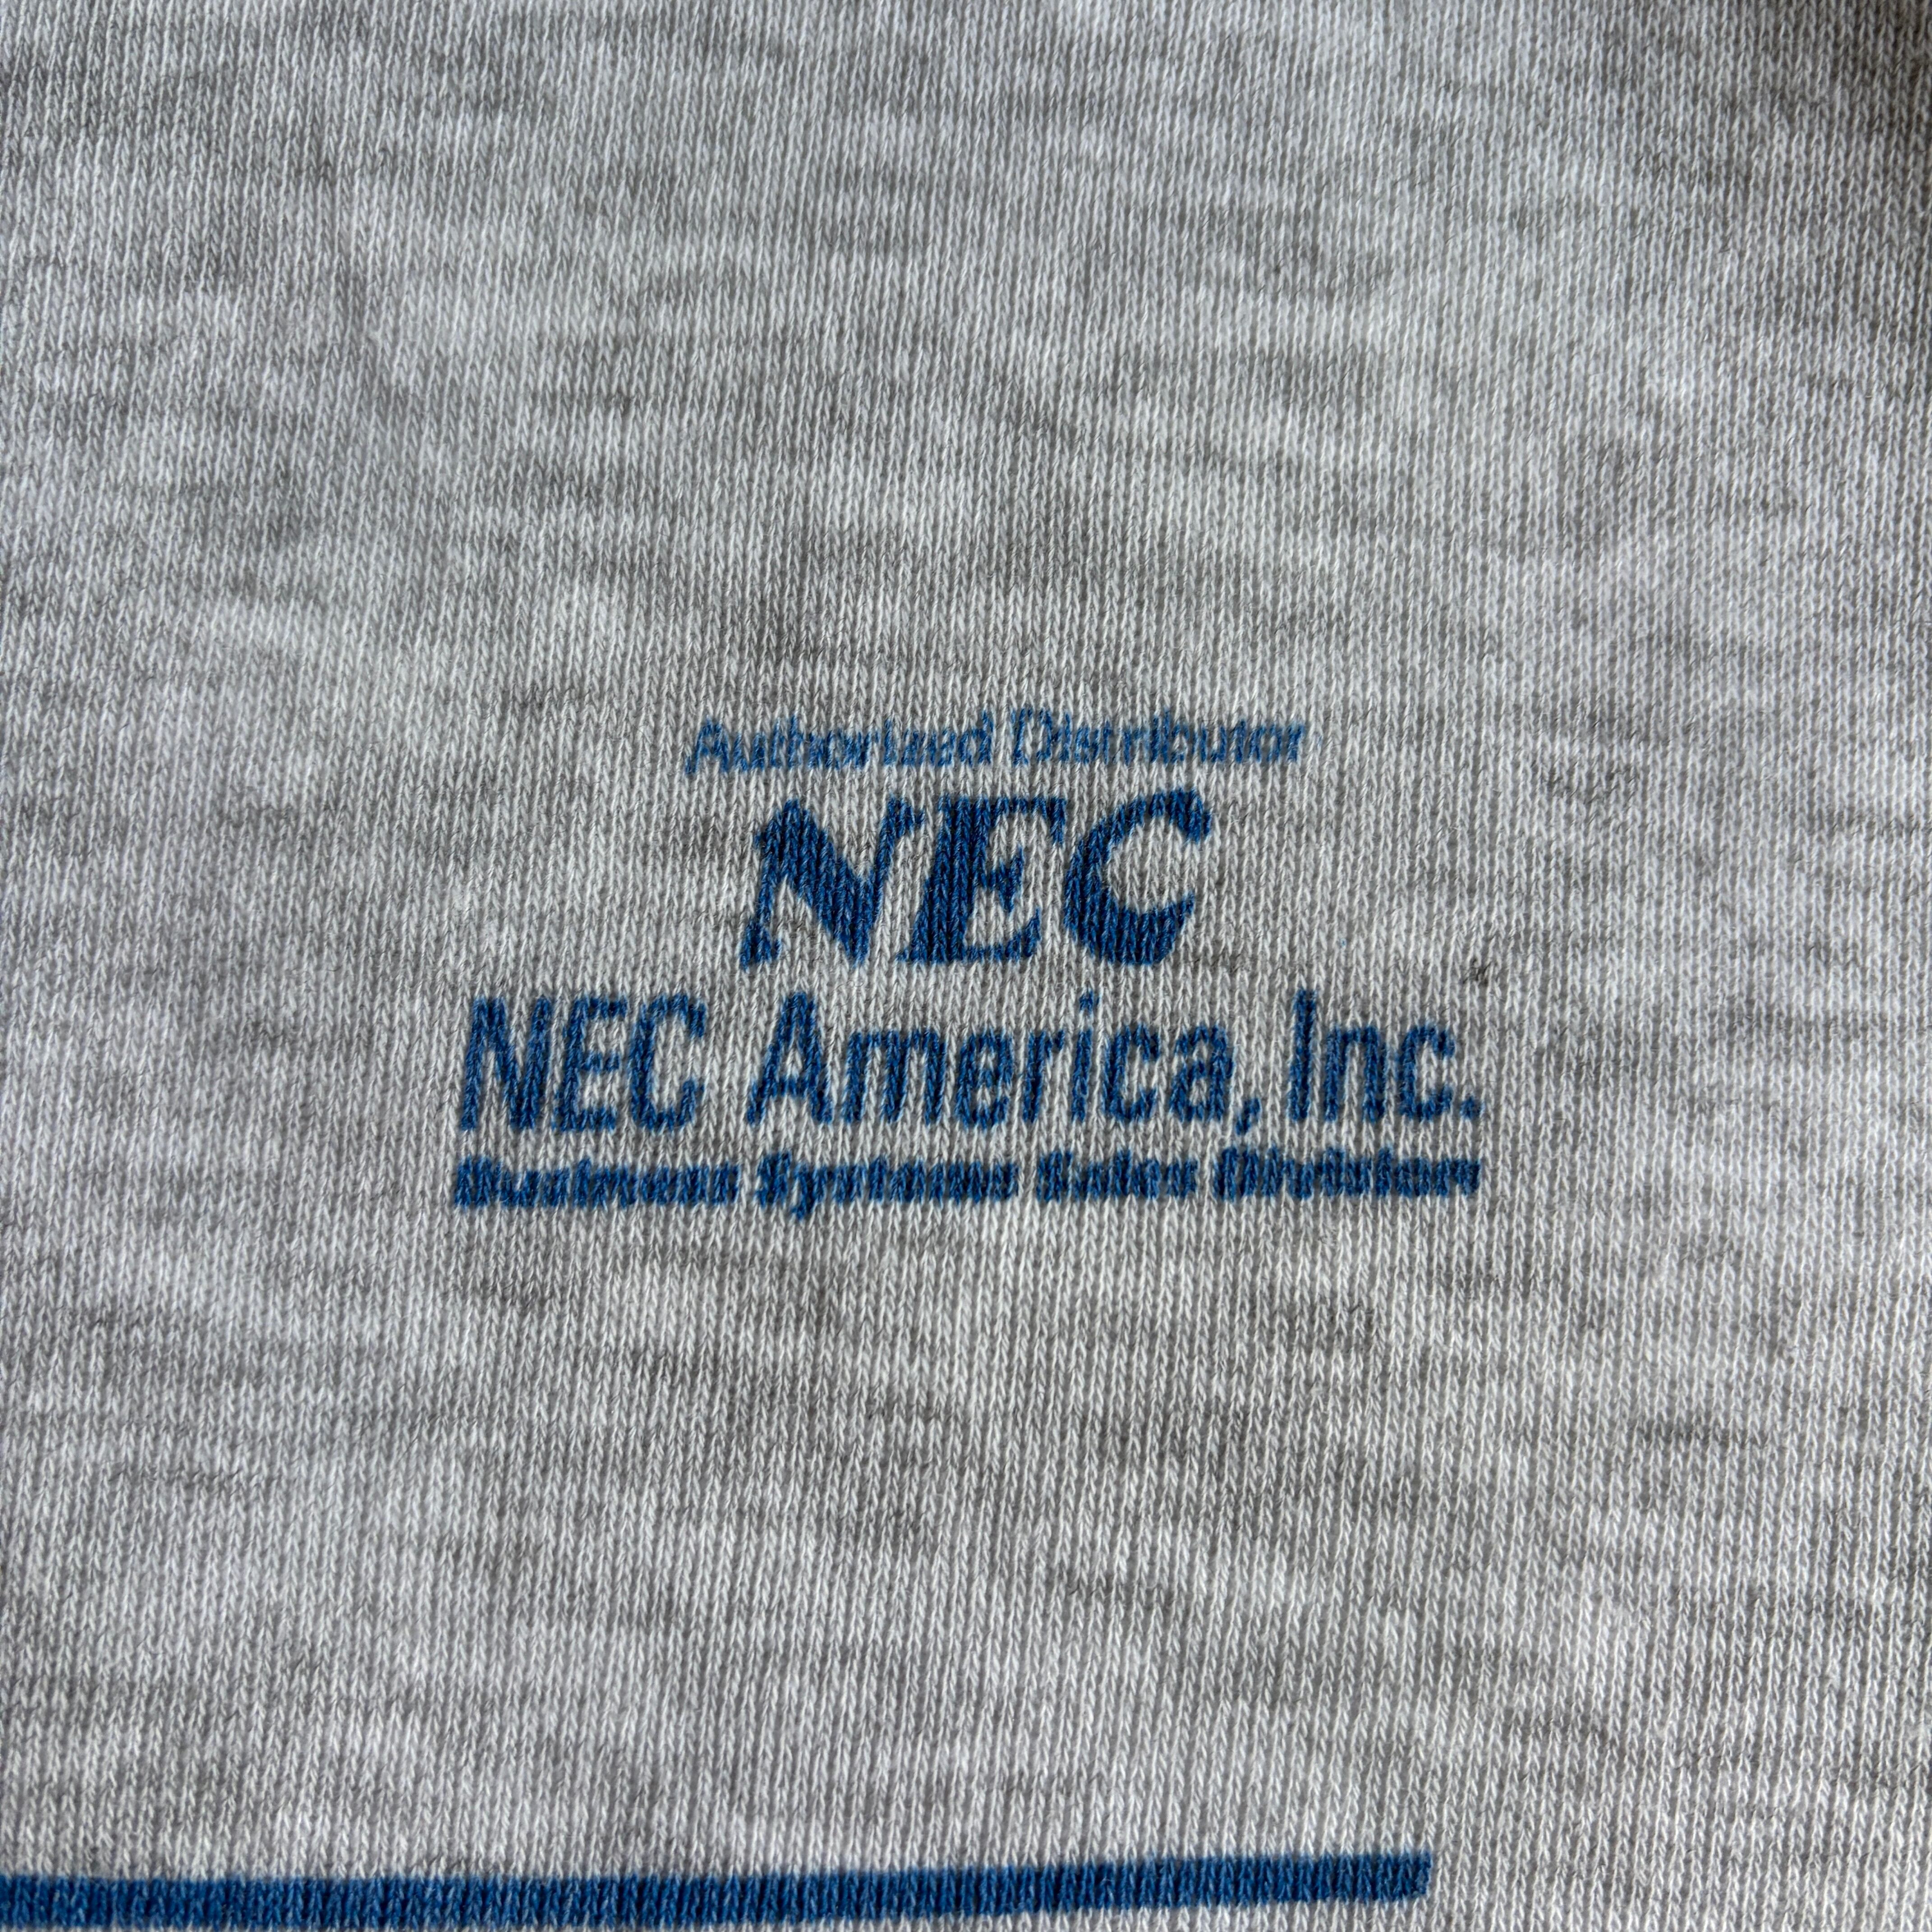 Authorized Distributor
NEC
NEC America, Inc.
Business Systems Sales Division